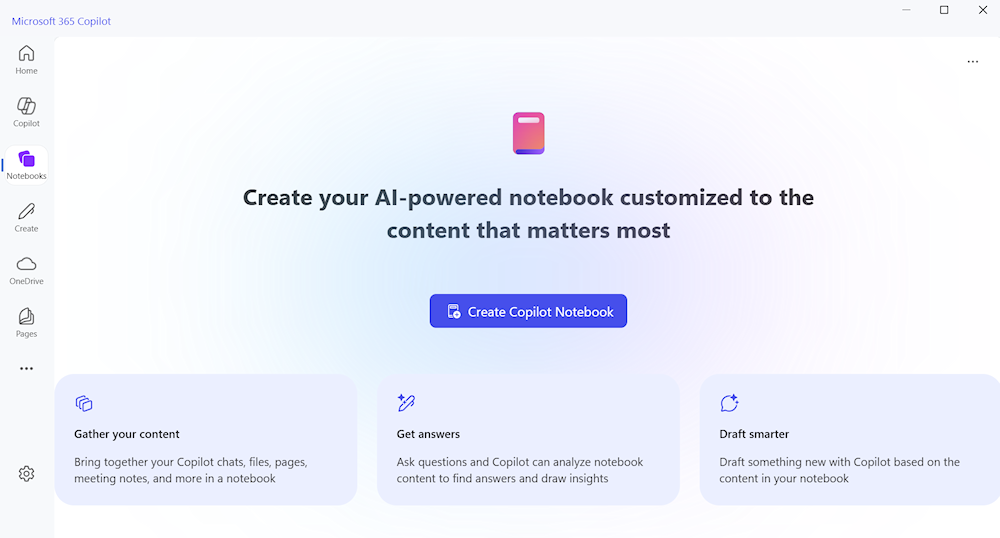 Microsoft 365 Copilot
Home
Copilot
Notebooks
Create
OneDrive
Pages
Create your AI-powered notebook customized to the
content that matters most
Create Copilot Notebook
Gather your content
Bring together your Copilot chats, files, pages,
meeting notes, and more in a notebook
Get answers
Ask questions and Copilot can analyze notebook
content to find answers and draw insights
Draft smarter
Draft something new with Copilot based on the
content in your notebook